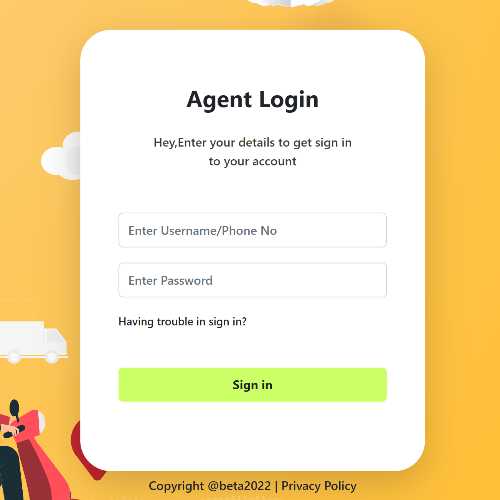 Agent Login
Hey,Enter your details to get sign in
to your account
Enter Username/Phone No
Enter Password
Having trouble in sign in?
Sign in
Copyright @beta2022 | Privacy Policy